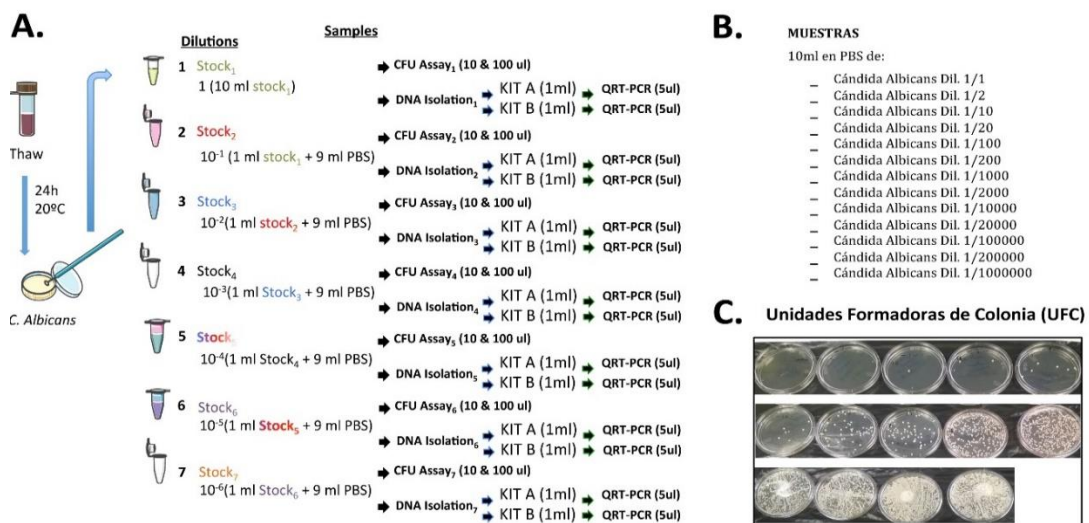 A.
Thaw
24h
20ºC
C. Albicans
Dilutions
Samples
1 Stock₁
1 (10 ml stock₁)
CFU Assay₁ (10 & 100 ul)
DNA Isolation₁
KIT A (1ml) QRT-PCR (5ul)
KIT B (1ml) QRT-PCR (5ul)
2 Stock₂
10⁻¹ (1 ml stock₁ + 9 ml PBS)
CFU Assay₂ (10 & 100 ul)
DNA Isolation₂
KIT A (1ml) QRT-PCR (5ul)
KIT B (1ml) QRT-PCR (5ul)
3 Stock₃
10⁻²(1 ml stock₂ + 9 ml PBS)
CFU Assay₃ (10 & 100 ul)
DNA Isolation₃
KIT A (1ml) QRT-PCR (5ul)
KIT B (1ml) QRT-PCR (5ul)
4 Stock₄
10⁻³(1 ml Stock₃ + 9 ml PBS)
CFU Assay₄ (10 & 100 ul)
DNA Isolation₄
KIT A (1ml) QRT-PCR (5ul)
KIT B (1ml) QRT-PCR (5ul)
5 Stock
10⁻⁴(1 ml Stock₄ + 9 ml PBS)
CFU Assay₅ (10 & 100 ul)
DNA Isolation₅
KIT A (1ml) QRT-PCR (5ul)
KIT B (1ml) QRT-PCR (5ul)
6 Stock₆
10⁻⁵(1 ml Stock₅ + 9 ml PBS)
CFU Assay₆ (10 & 100 ul)
DNA Isolation₆
KIT A (1ml) QRT-PCR (5ul)
KIT B (1ml) QRT-PCR (5ul)
7 Stock₇
10⁻⁶(1 ml Stock₆ + 9 ml PBS)
CFU Assay₇ (10 & 100 ul)
DNA Isolation₇
KIT A (1ml) QRT-PCR (5ul)
KIT B (1ml) QRT-PCR (5ul)
B.
MUESTRAS
10ml en PBS de:
_ Cándida Albicans Dil. 1/1
_ Cándida Albicans Dil. 1/2
_ Cándida Albicans Dil. 1/10
_ Cándida Albicans Dil. 1/20
_ Cándida Albicans Dil. 1/100
_ Cándida Albicans Dil. 1/200
_ Cándida Albicans Dil. 1/1000
_ Cándida Albicans Dil. 1/2000
_ Cándida Albicans Dil. 1/10000
_ Cándida Albicans Dil. 1/20000
_ Cándida Albicans Dil. 1/100000
_ Cándida Albicans Dil. 1/200000
_ Cándida Albicans Dil. 1/1000000
C. Unidades Formadoras de Colonia (UFC)